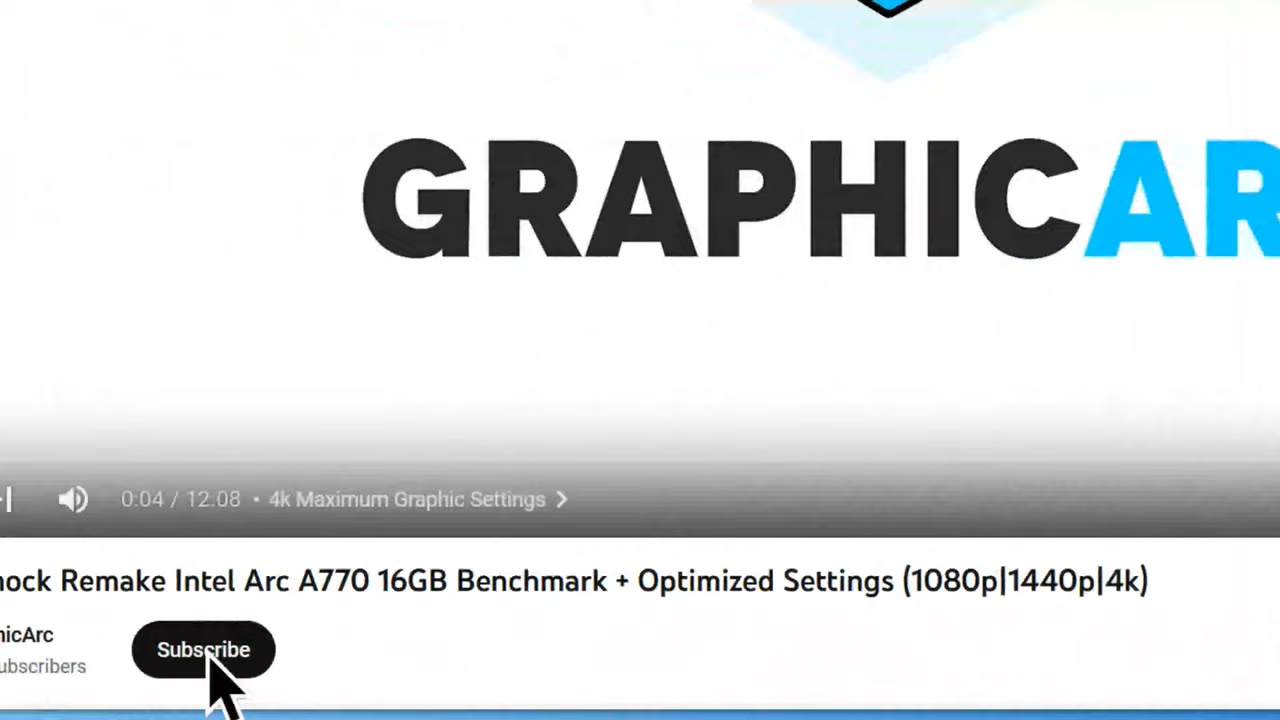 GRAPHICAR
0:04 / 12:08 • 4k Maximum Graphic Settings
nock Remake Intel Arc A770 16GB Benchmark + Optimized Settings (1080p|1440p|4k)
hicArc
Subscribe
ubscribers